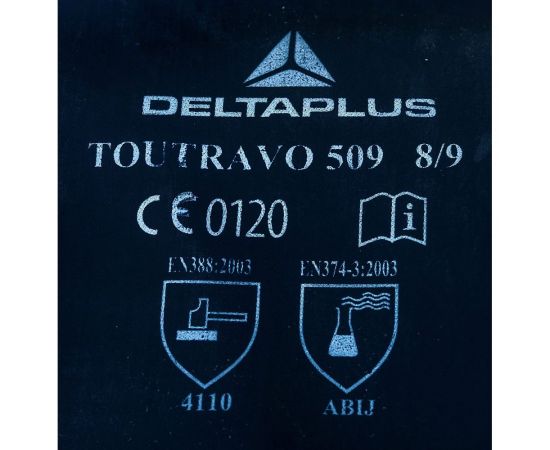 DELTAPLUS
TOUTRAVO 509 8/9
CE 0120 i
EN388:2003 EN374-3:2003
4110 ABIJ